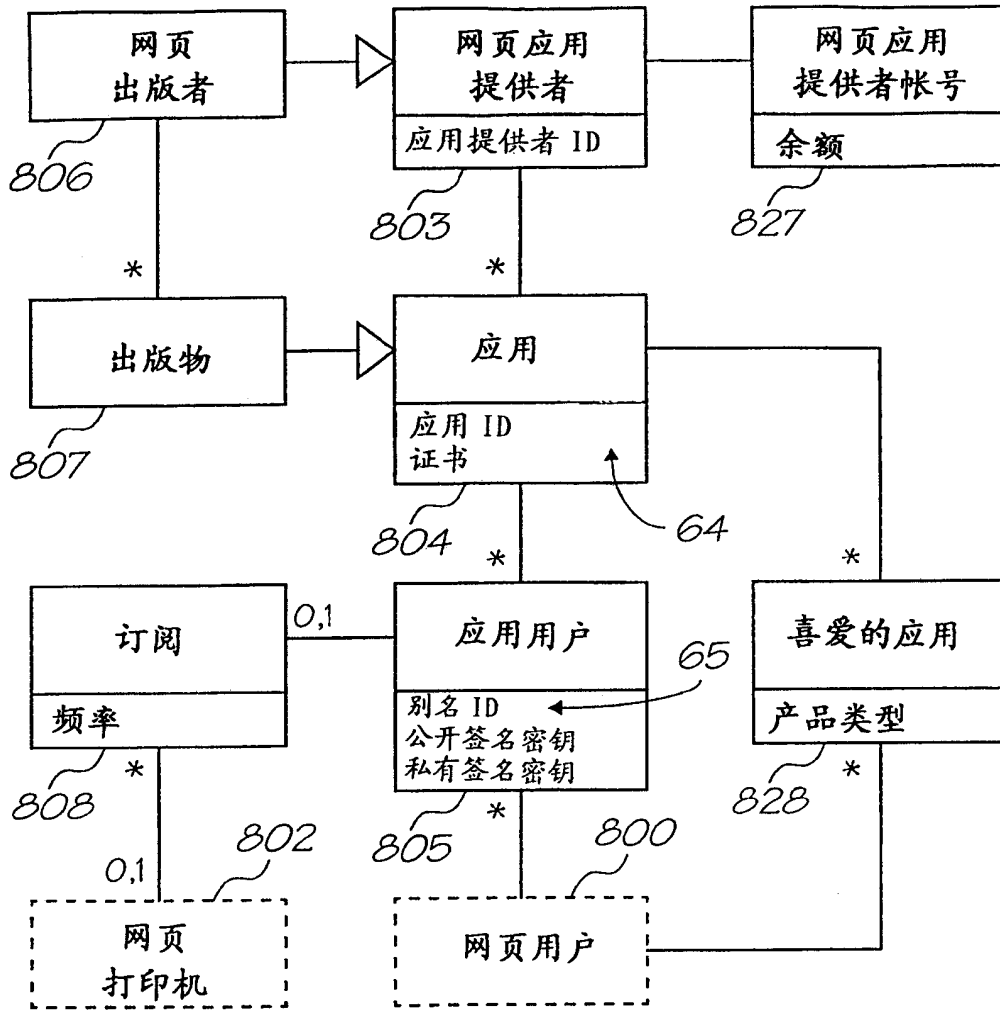 网页
出版者
网页应用
提供者
应用提供者 ID
网页应用
提供者帐号
余额
806
803
827
*
*
出版物
应用
应用 ID
证书
807
804
64
*
*
0,1
订阅
频率
应用用户
别名 ID
公开签名密钥
私有签名密钥
65
喜爱的应用
产品类型
808
*
805
*
828
*
802
800
0,1
网页
打印机
网页用户